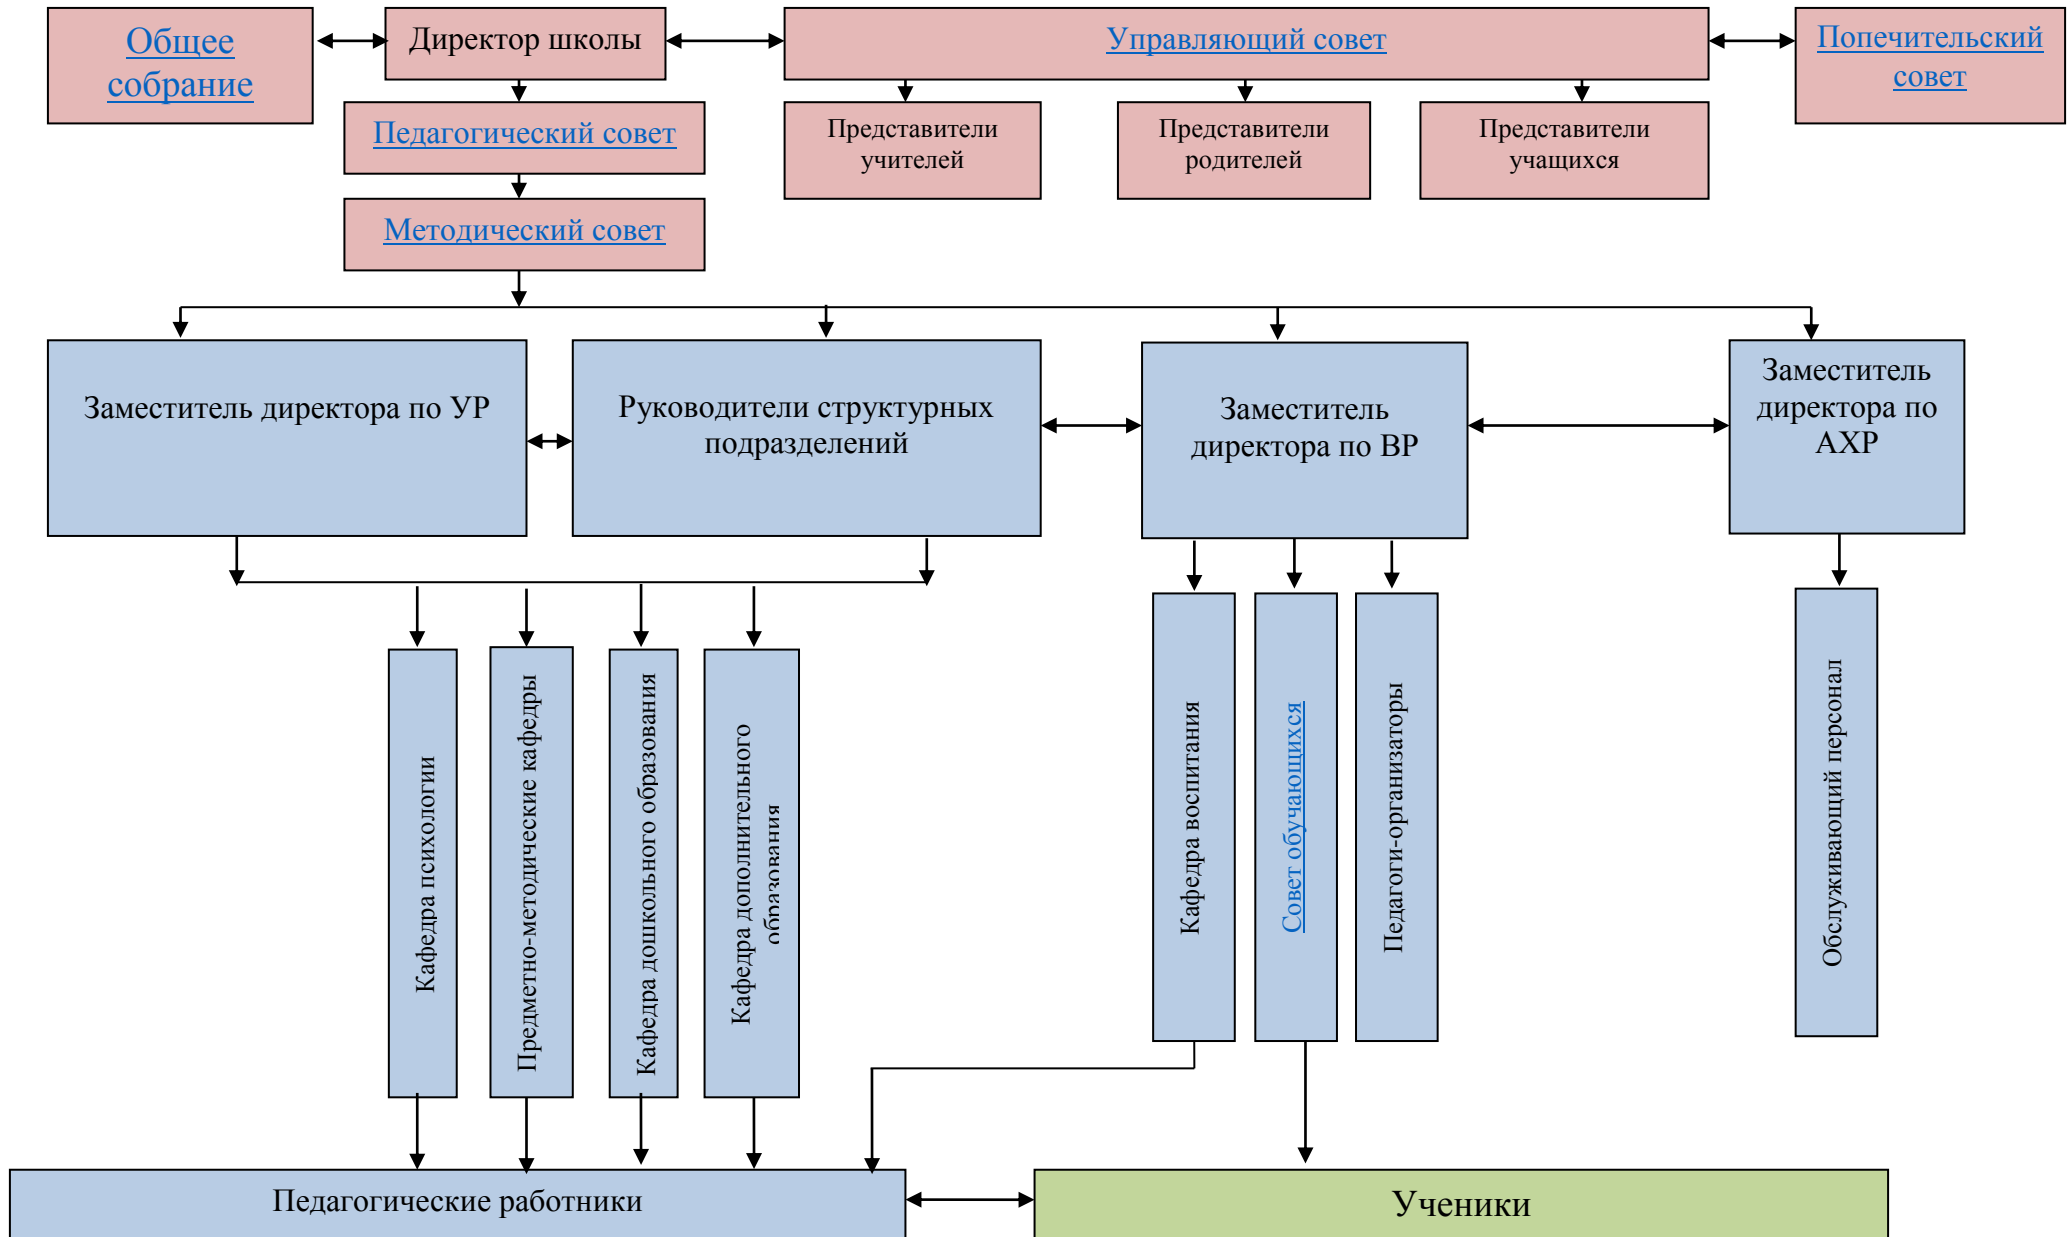 Общее
собрание
Директор школы
Управляющий совет
Попечительский
совет
Педагогический совет
Представители
учителей
Представители
родителей
Представители
учащихся
Методический совет
Заместитель директора по УР
Руководители структурных
подразделений
Заместитель
директора по ВР
Заместитель
директора по
АХР
Кафедра психологии
Предметно-методические кафедры
Кафедра дошкольного образования
Кафедра дополнительного
образования
Кафедра воспитания
Совет обучающихся
Педагоги-организаторы
Обслуживающий персонал
Педагогические работники
Ученики